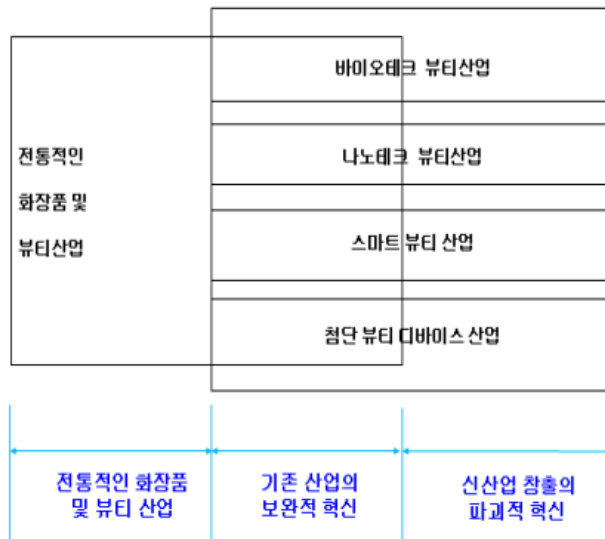 바이오테크 뷰티산업
전통적인
화장품 및
뷰티산업
나노테크 뷰티산업
스마트 뷰티 산업
첨단 뷰티 디바이스 산업
전통적인 화장품
및 뷰티 산업
기존 산업의
보완적 혁신
신산업 창출의
파괴적 혁신